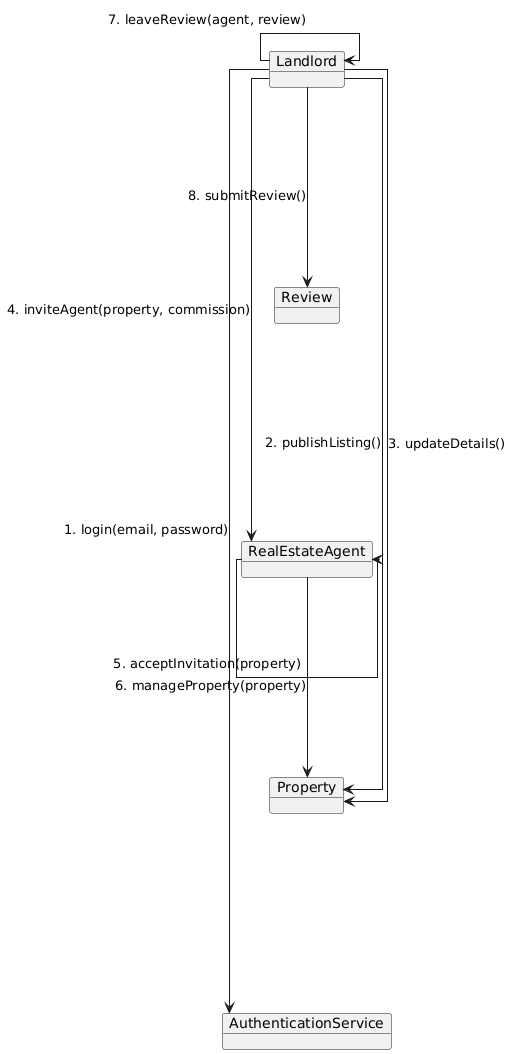 7. leaveReview(agent, review)
Landlord
8. submitReview()
Review
4. inviteAgent(property, commission)
2. publishListing()
3. updateDetails()
1. login(email, password)
RealEstateAgent
5. acceptInvitation(property)
6. manageProperty(property)
Property
AuthenticationService